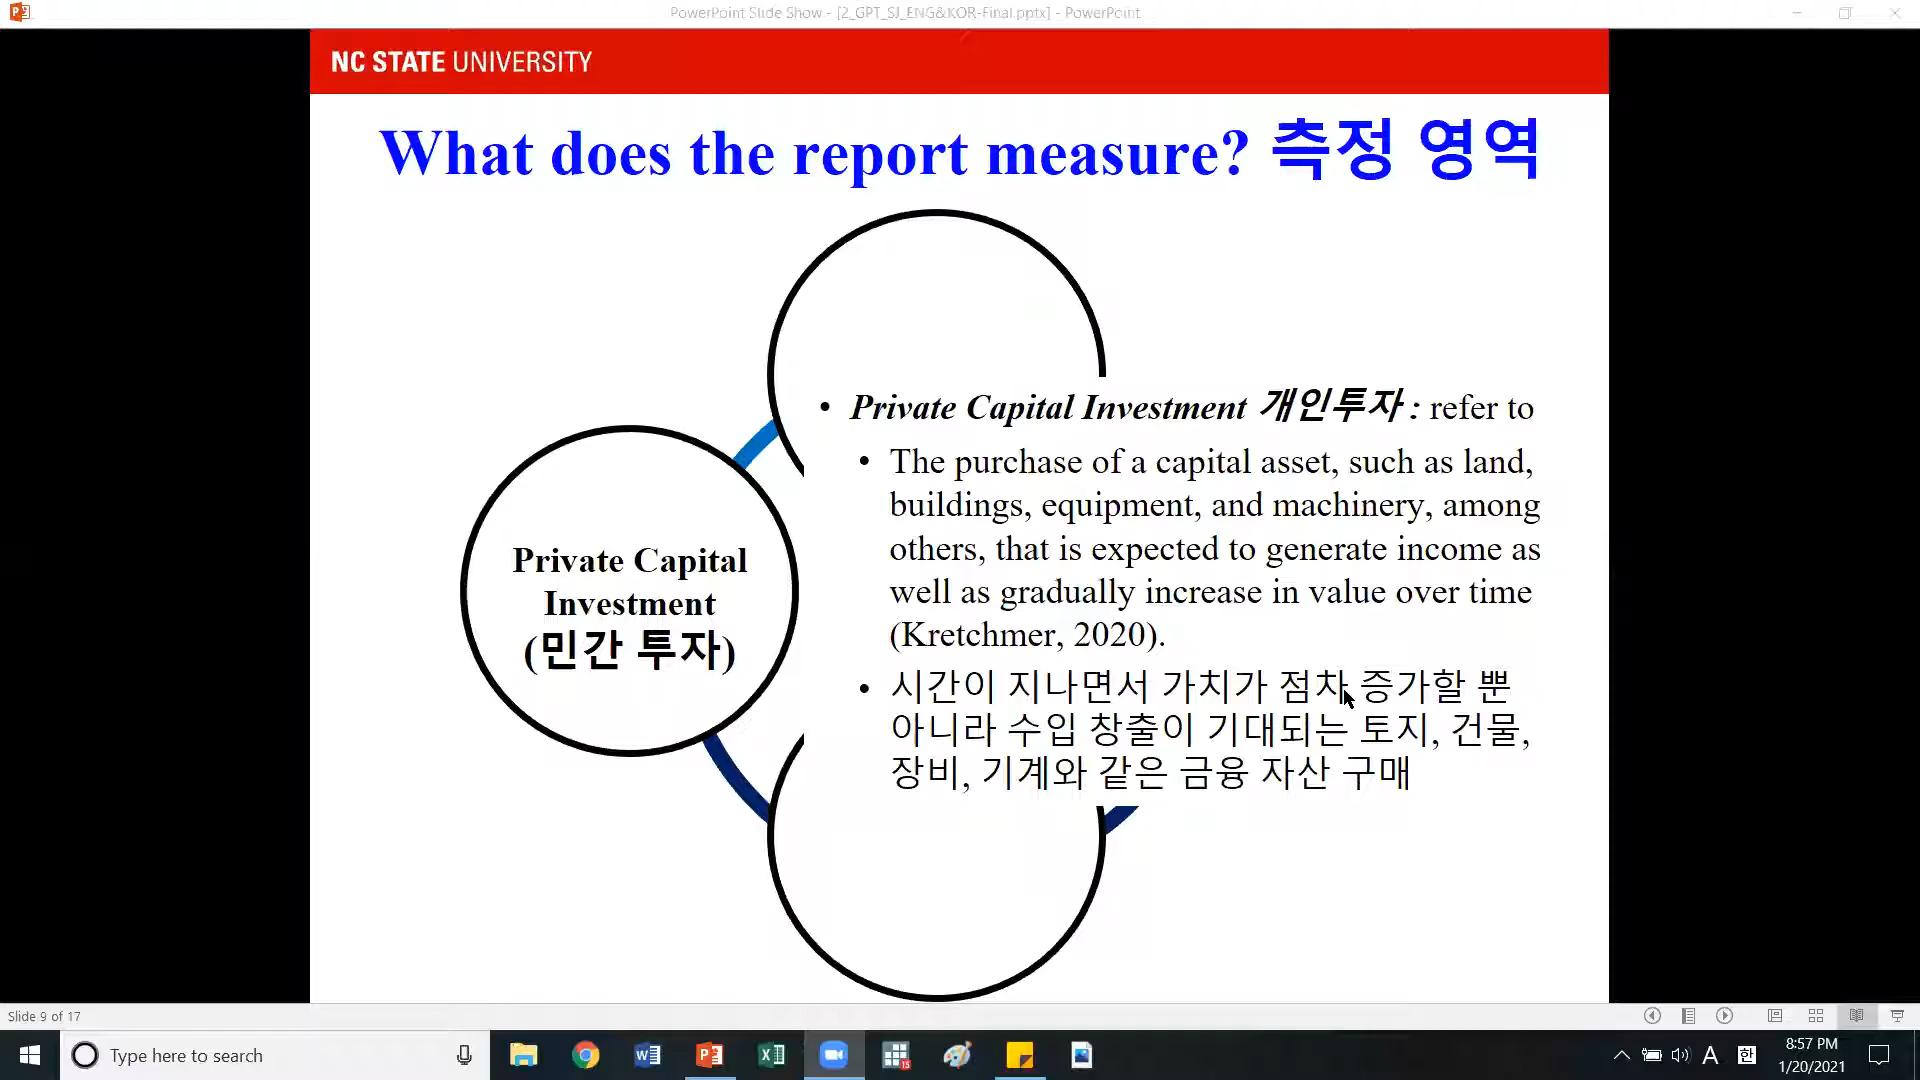 PowerPoint Slide Show - [2_GPT_SJ_ENG&KOR-Final.pptx] - PowerPoint
NC STATE UNIVERSITY
What does the report measure? 측정 영역
Private Capital
Investment
(민간 투자)
• Private Capital Investment 개인투자 : refer to
• The purchase of a capital asset, such as land,
buildings, equipment, and machinery, among
others, that is expected to generate income as
well as gradually increase in value over time
(Kretchmer, 2020).
• 시간이 지나면서 가치가 점차 증가할 뿐
아니라 수입 창출이 기대되는 토지, 건물,
장비, 기계와 같은 금융 자산 구매
Slide 9 of 17
Type here to search
15
A
한
8:57 PM
1/20/2021